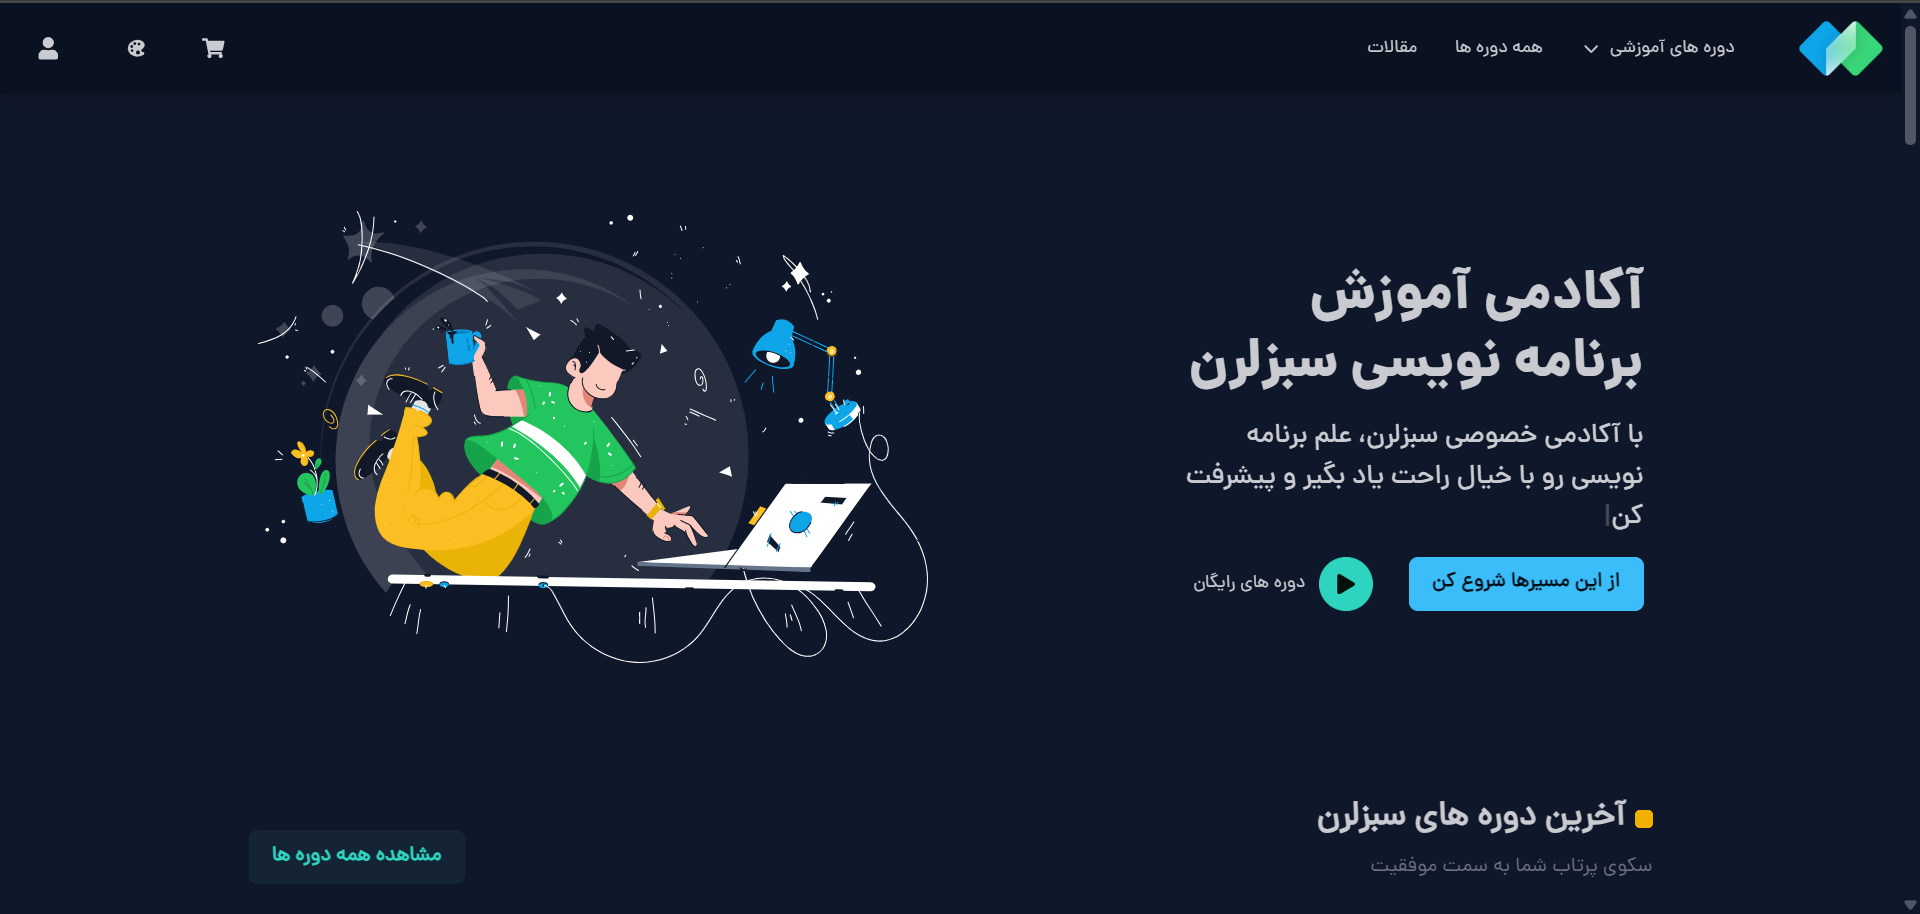 دوره های آموزشی
همه دوره ها
مقالات
آکادمی آموزش
برنامه نویسی سبزلرن
با آکادمی خصوصی سبزلرن، علم برنامه
نویسی رو با خیال راحت یاد بگیر و پیشرفت
کن|
از این مسیرها شروع کن
دوره های رایگان
آخرین دوره های سبزلرن
سکوی پرتاب شما به سمت موفقیت
مشاهده همه دوره ها